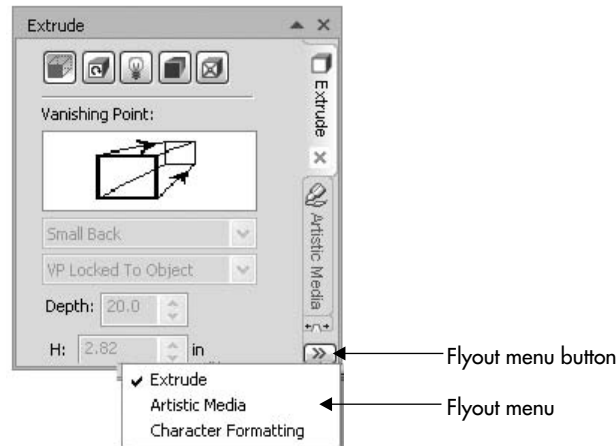 Extrude
Vanishing Point:
Small Back
VP Locked To Object
Depth: 20.0
H: 2.82 in
Extrude
Artistic Media
Extrude
Artistic Media
Character Formatting
Flyout menu button
Flyout menu